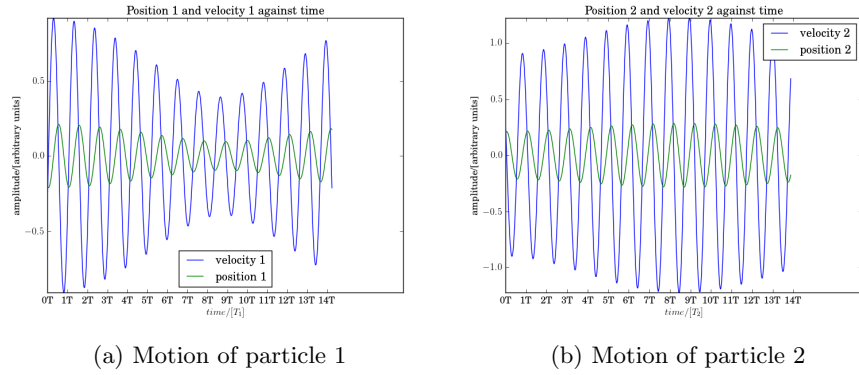 Position 1 and velocity 1 against time
amplitude/[arbitrary units]
0.5
0.0
−0.5
velocity 1
position 1
0T 1T 2T 3T 4T 5T 6T 7T 8T 9T 10T 11T 12T 13T 14T
time/[T₁]
(a) Motion of particle 1
Position 2 and velocity 2 against time
amplitude/[arbitrary units]
1.0
0.5
0.0
−0.5
−1.0
velocity 2
position 2
0T 1T 2T 3T 4T 5T 6T 7T 8T 9T 10T 11T 12T 13T 14T
time/[T₂]
(b) Motion of particle 2